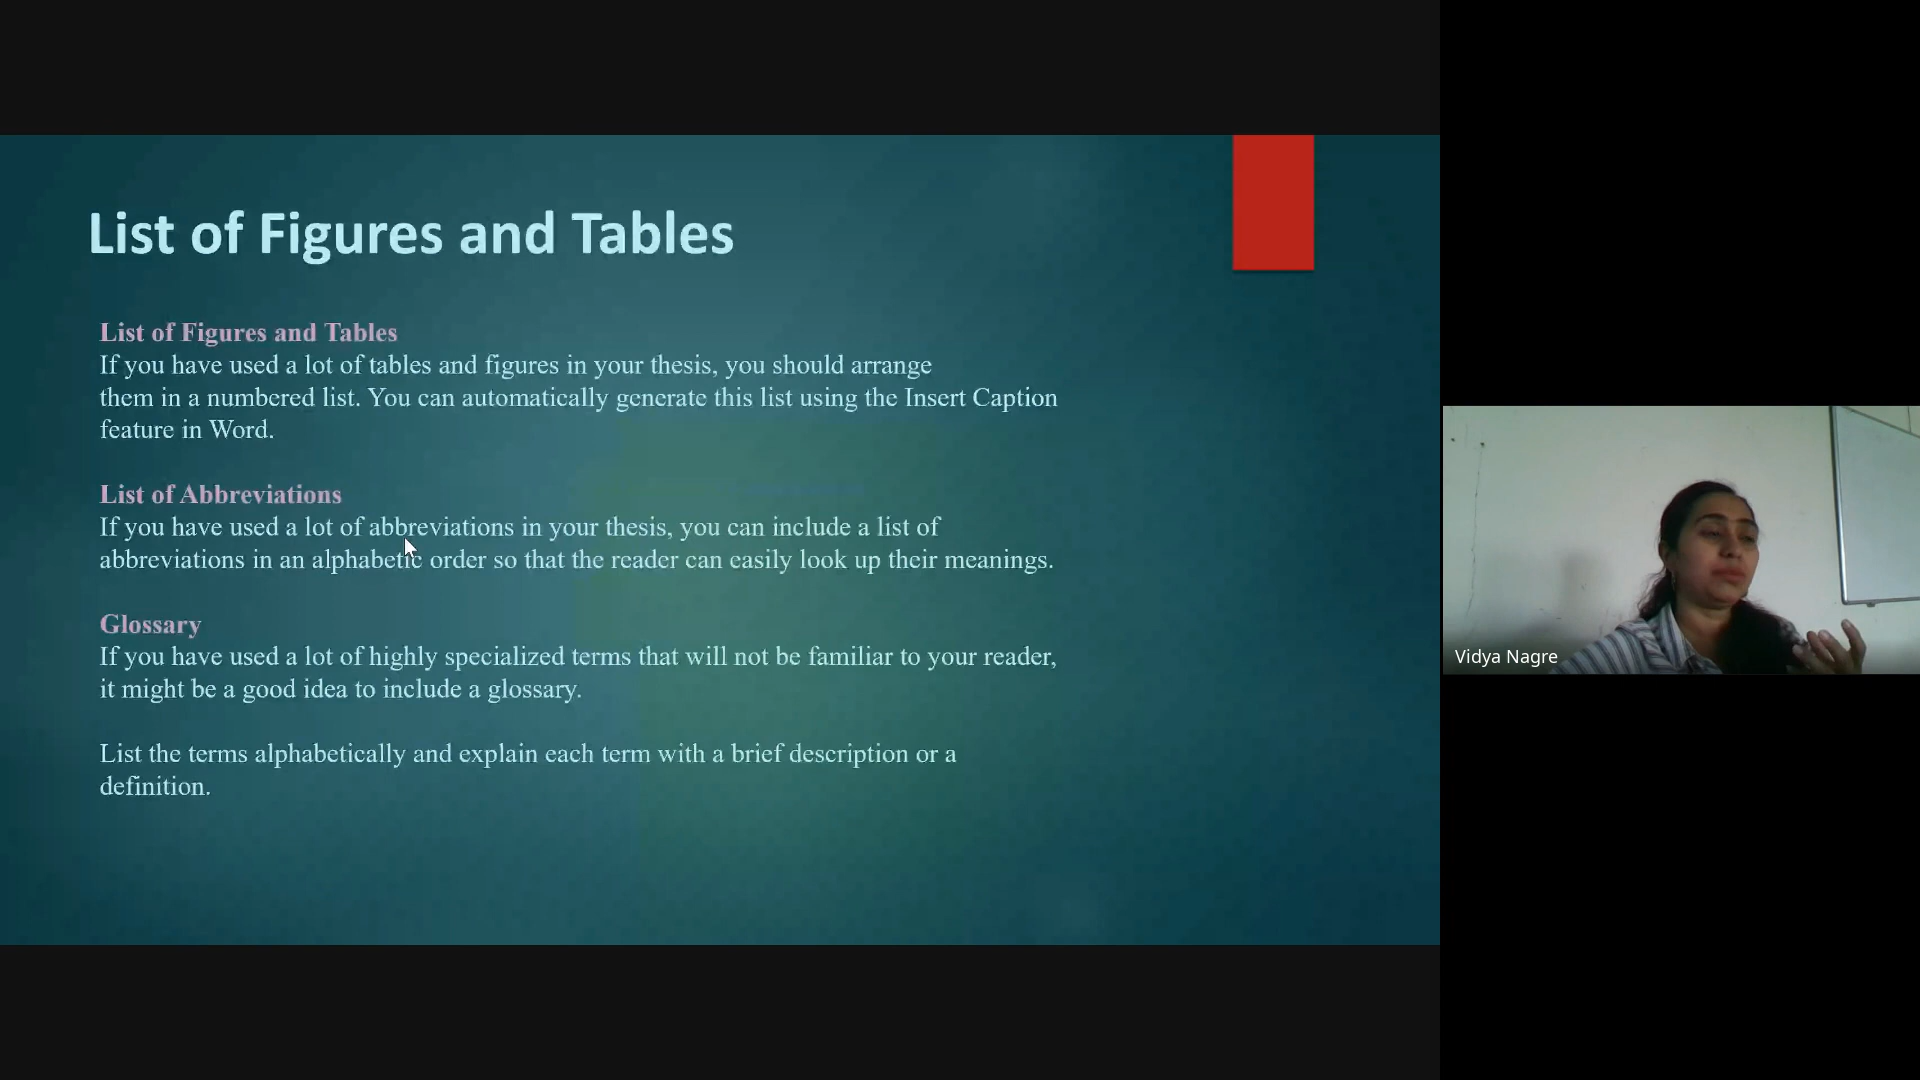 List of Figures and Tables
List of Figures and Tables
If you have used a lot of tables and figures in your thesis, you should arrange
them in a numbered list. You can automatically generate this list using the Insert Caption
feature in Word.
List of Abbreviations
If you have used a lot of abbreviations in your thesis, you can include a list of
abbreviations in an alphabetic order so that the reader can easily look up their meanings.
Glossary
If you have used a lot of highly specialized terms that will not be familiar to your reader,
it might be a good idea to include a glossary.
List the terms alphabetically and explain each term with a brief description or a
definition.
Vidya Nagre